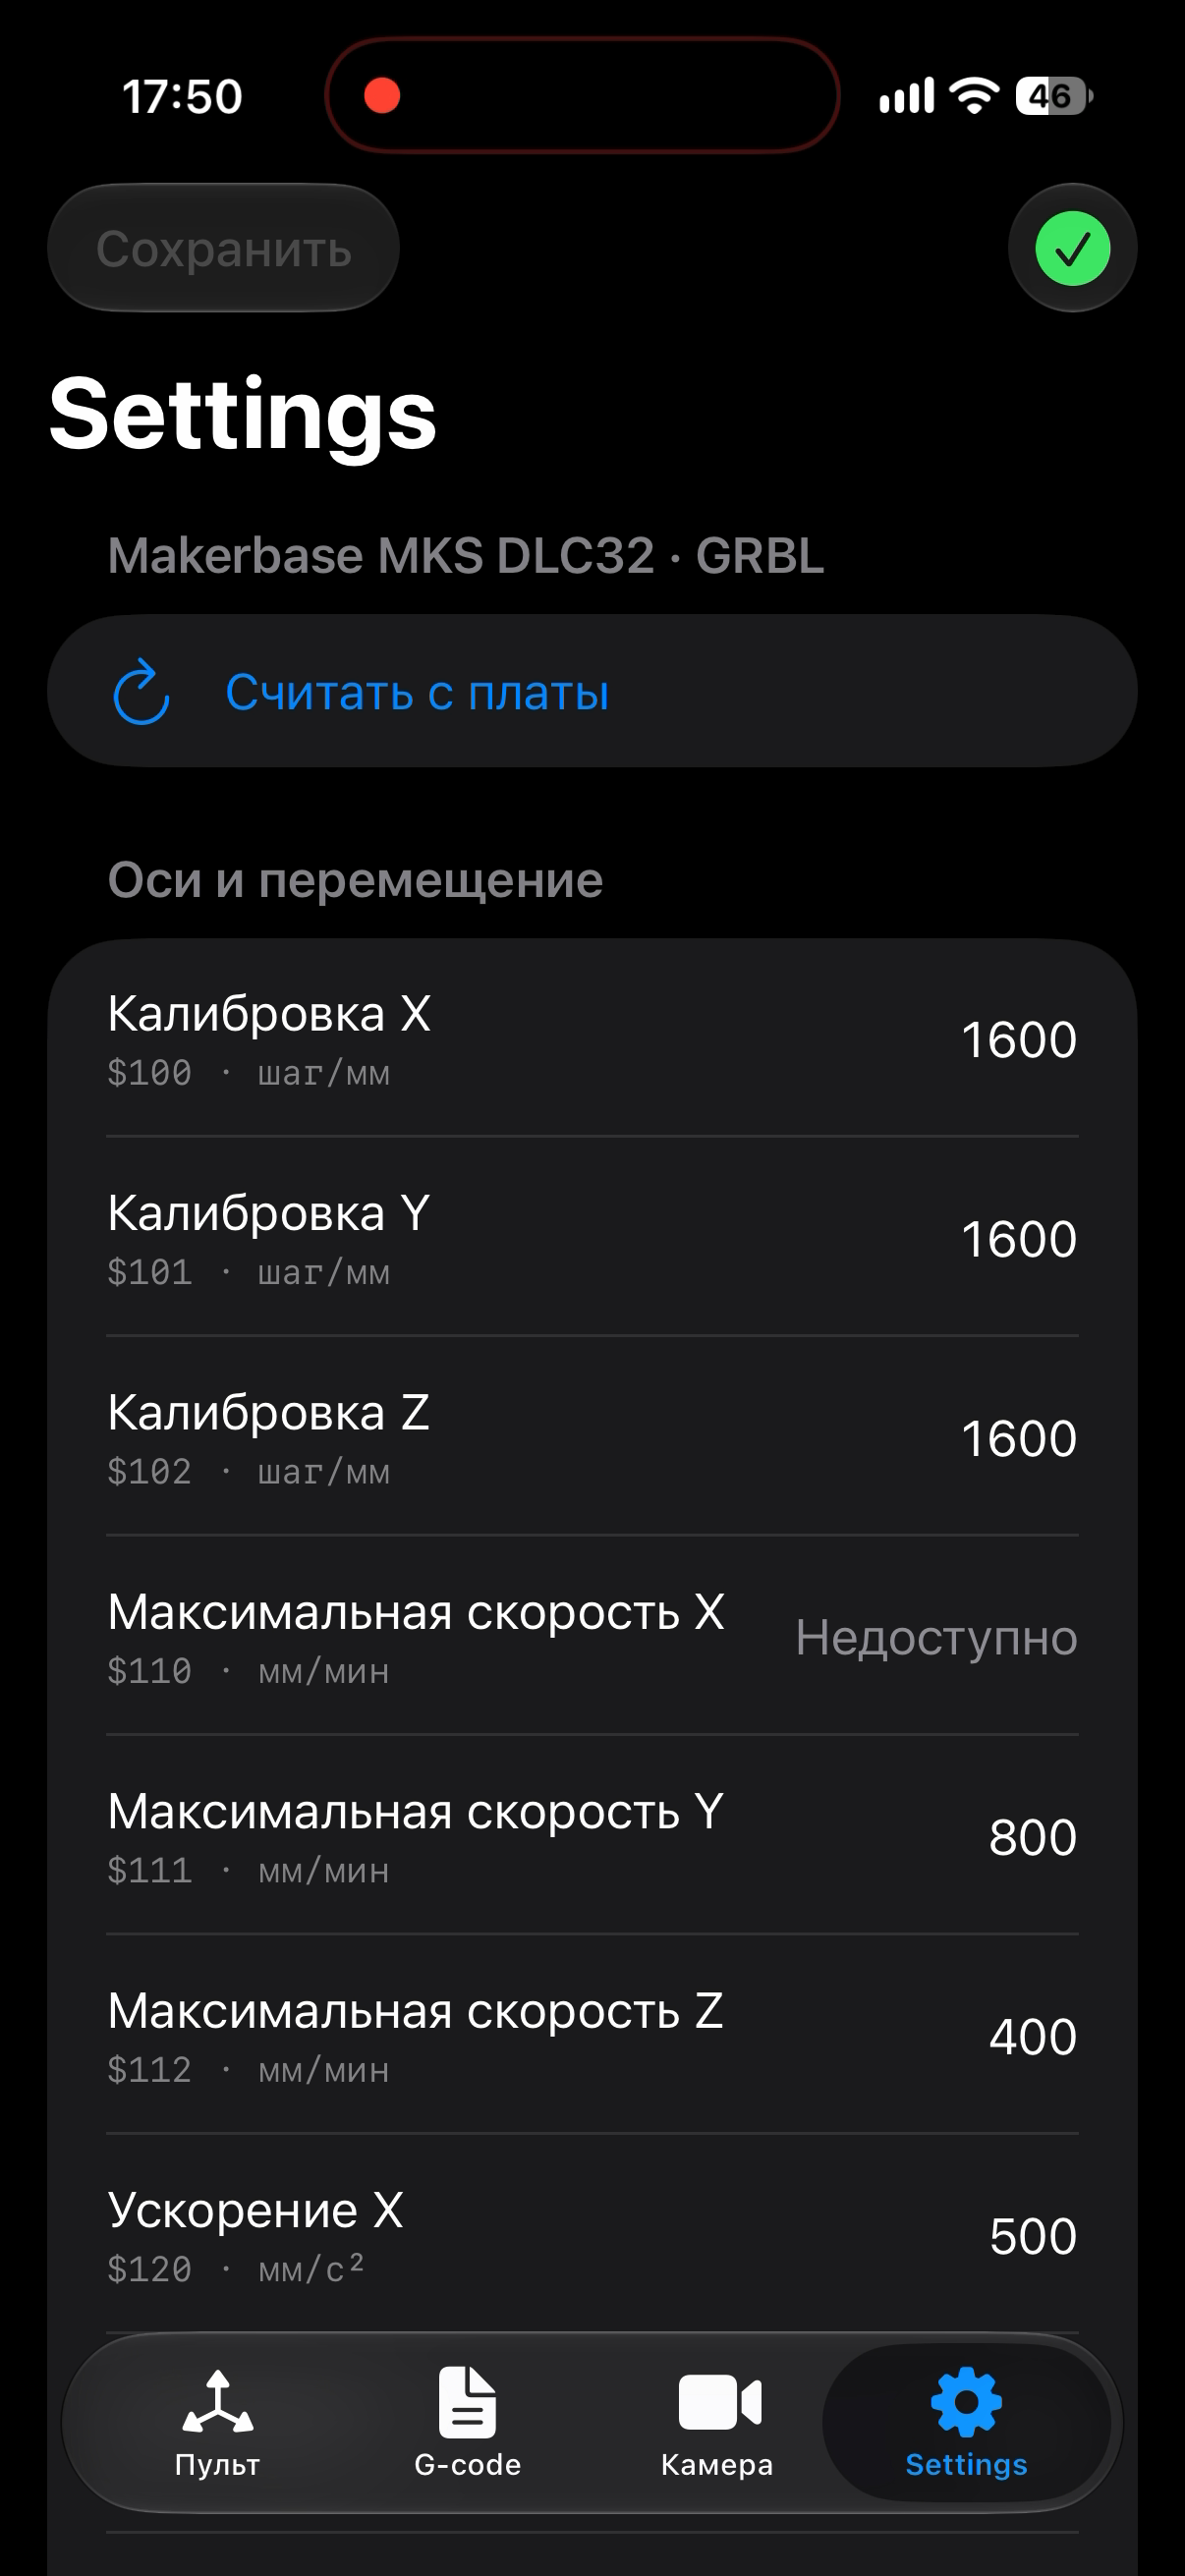 17:50
46
Сохранить
Settings
Makerbase MKS DLC32 · GRBL
Считать с платы
Оси и перемещение
Калибровка X
1600
$100 · шаг/мм
Калибровка Y
1600
$101 · шаг/мм
Калибровка Z
1600
$102 · шаг/мм
Максимальная скорость X
Недоступно
$110 · мм/мин
Максимальная скорость Y
800
$111 · мм/мин
Максимальная скорость Z
400
$112 · мм/мин
Ускорение X
500
$120 · мм/с²
Пульт
G-code
Камера
Settings